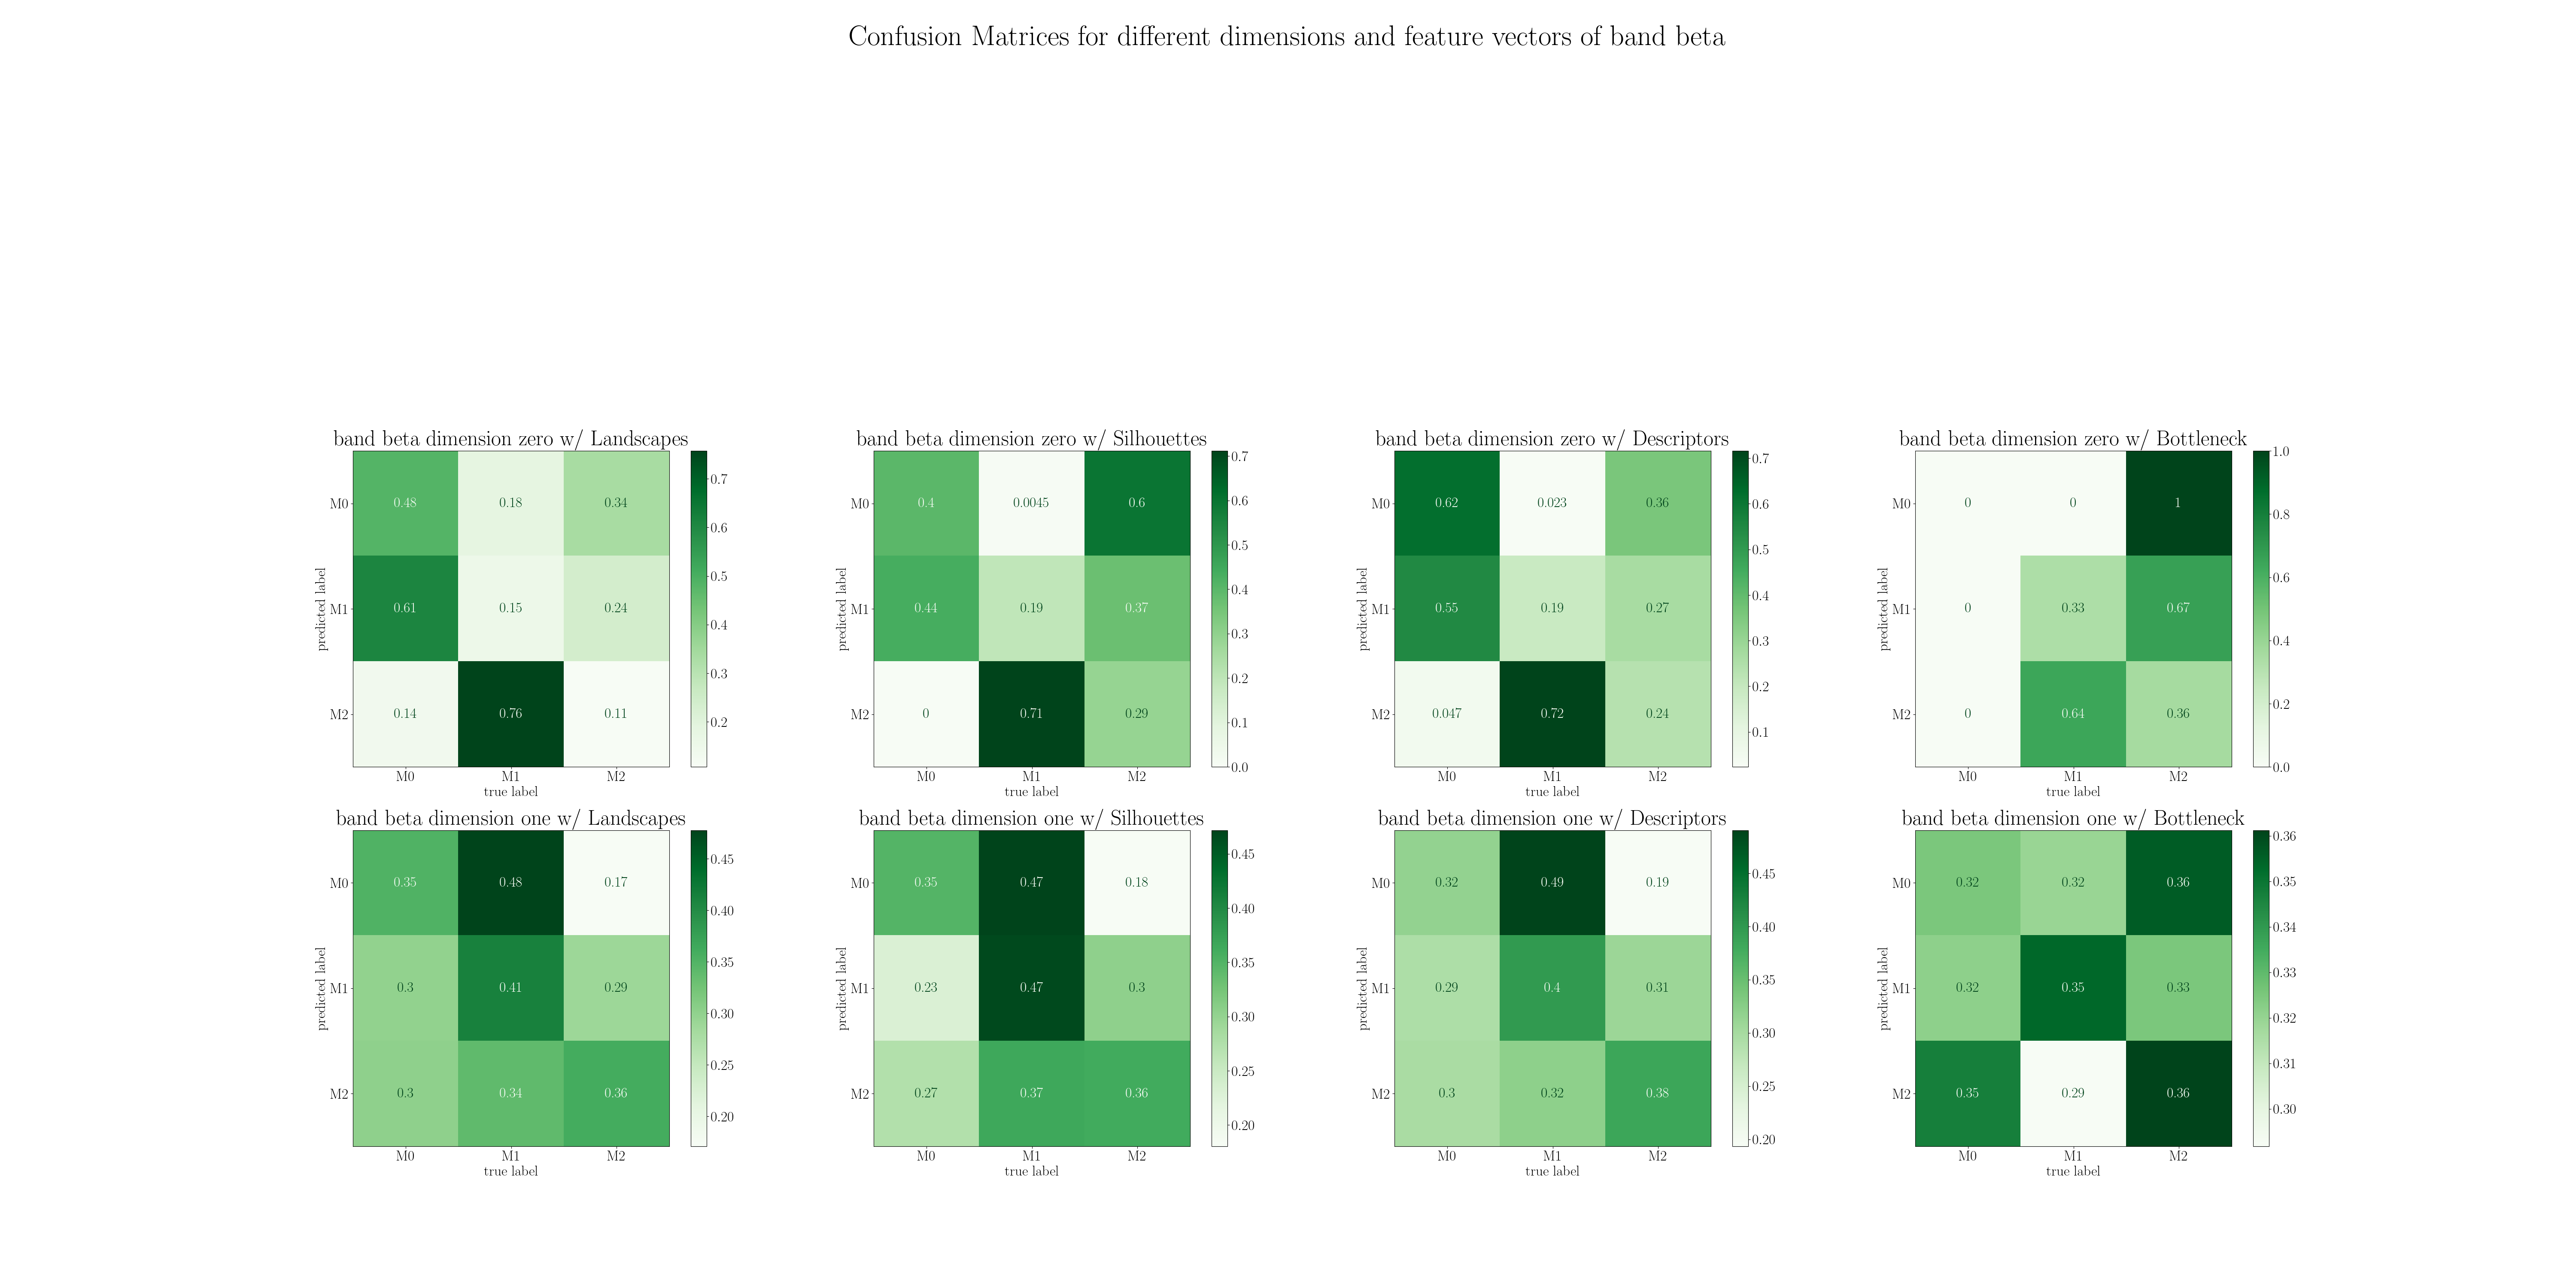 Confusion Matrices for different dimensions and feature vectors of band beta
band beta dimension zero w/ Landscapes
predicted label
M0 0.48 0.18 0.34
M1 0.61 0.15 0.24
M2 0.14 0.76 0.11
M0 M1 M2
true label
0.7
0.6
0.5
0.4
0.3
0.2
band beta dimension zero w/ Silhouettes
predicted label
M0 0.4 0.0045 0.6
M1 0.44 0.19 0.37
M2 0 0.71 0.29
M0 M1 M2
true label
0.7
0.6
0.5
0.4
0.3
0.2
0.1
0.0
band beta dimension zero w/ Descriptors
predicted label
M0 0.62 0.023 0.36
M1 0.55 0.19 0.27
M2 0.047 0.72 0.24
M0 M1 M2
true label
0.7
0.6
0.5
0.4
0.3
0.2
0.1
band beta dimension zero w/ Bottleneck
predicted label
M0 0 0 1
M1 0 0.33 0.67
M2 0 0.64 0.36
M0 M1 M2
true label
1.0
0.8
0.6
0.4
0.2
0.0
band beta dimension one w/ Landscapes
predicted label
M0 0.35 0.48 0.17
M1 0.3 0.41 0.29
M2 0.3 0.34 0.36
M0 M1 M2
true label
0.45
0.40
0.35
0.30
0.25
0.20
band beta dimension one w/ Silhouettes
predicted label
M0 0.35 0.47 0.18
M1 0.23 0.47 0.3
M2 0.27 0.37 0.36
M0 M1 M2
true label
0.45
0.40
0.35
0.30
0.25
0.20
band beta dimension one w/ Descriptors
predicted label
M0 0.32 0.49 0.19
M1 0.29 0.4 0.31
M2 0.3 0.32 0.38
M0 M1 M2
true label
0.45
0.40
0.35
0.30
0.25
0.20
band beta dimension one w/ Bottleneck
predicted label
M0 0.32 0.32 0.36
M1 0.32 0.35 0.33
M2 0.35 0.29 0.36
M0 M1 M2
true label
0.36
0.35
0.34
0.33
0.32
0.31
0.30